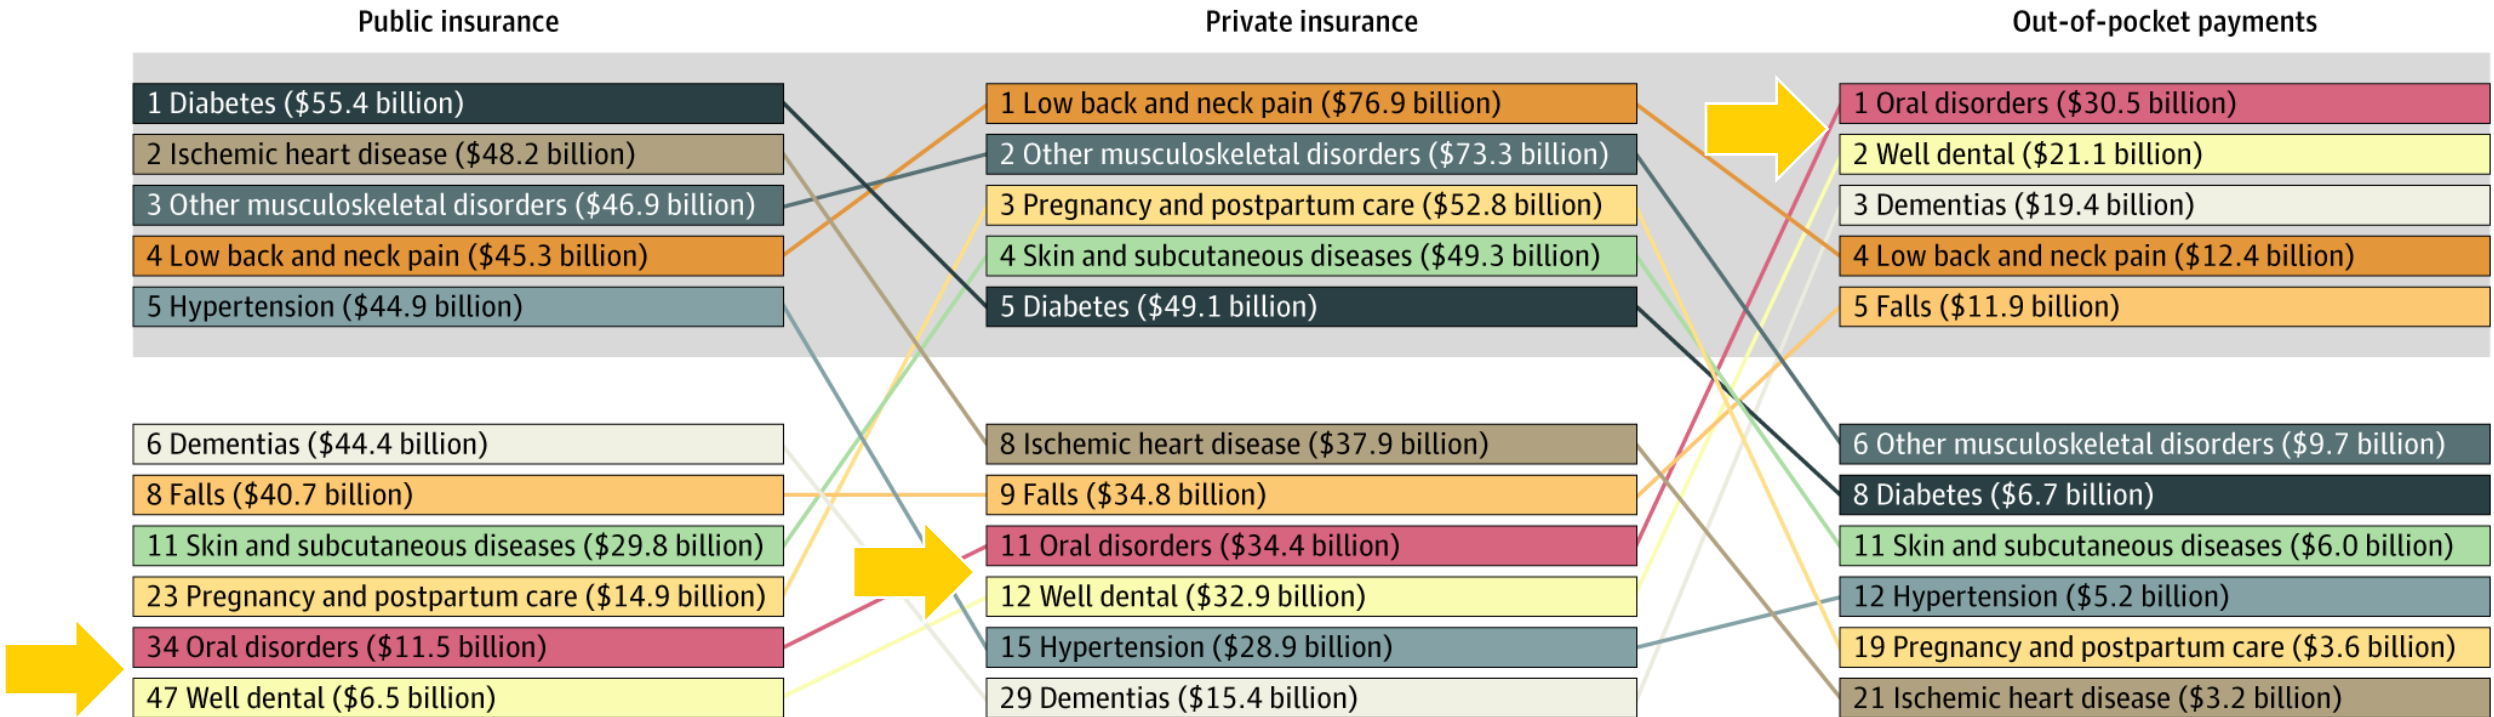 Public insurance
Private insurance
Out-of-pocket payments
1 Diabetes ($55.4 billion)
2 Ischemic heart disease ($48.2 billion)
3 Other musculoskeletal disorders ($46.9 billion)
4 Low back and neck pain ($45.3 billion)
5 Hypertension ($44.9 billion)
6 Dementias ($44.4 billion)
8 Falls ($40.7 billion)
11 Skin and subcutaneous diseases ($29.8 billion)
23 Pregnancy and postpartum care ($14.9 billion)
34 Oral disorders ($11.5 billion)
47 Well dental ($6.5 billion)
1 Low back and neck pain ($76.9 billion)
2 Other musculoskeletal disorders ($73.3 billion)
3 Pregnancy and postpartum care ($52.8 billion)
4 Skin and subcutaneous diseases ($49.3 billion)
5 Diabetes ($49.1 billion)
8 Ischemic heart disease ($37.9 billion)
9 Falls ($34.8 billion)
11 Oral disorders ($34.4 billion)
12 Well dental ($32.9 billion)
15 Hypertension ($28.9 billion)
29 Dementias ($15.4 billion)
1 Oral disorders ($30.5 billion)
2 Well dental ($21.1 billion)
3 Dementias ($19.4 billion)
4 Low back and neck pain ($12.4 billion)
5 Falls ($11.9 billion)
6 Other musculoskeletal disorders ($9.7 billion)
8 Diabetes ($6.7 billion)
11 Skin and subcutaneous diseases ($6.0 billion)
12 Hypertension ($5.2 billion)
19 Pregnancy and postpartum care ($3.6 billion)
21 Ischemic heart disease ($3.2 billion)